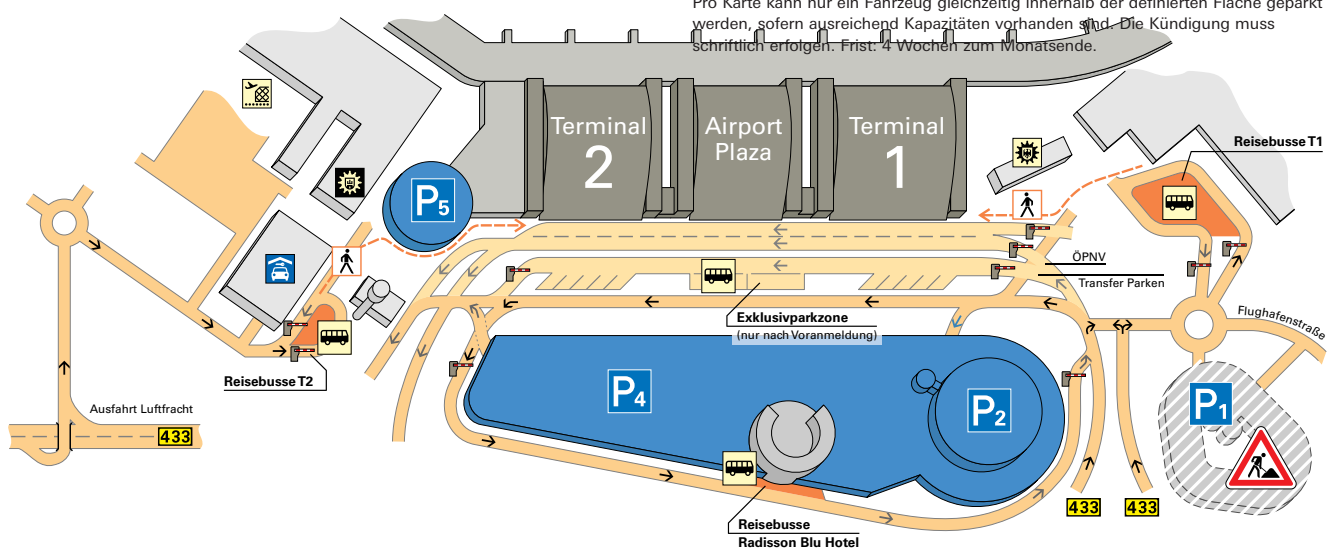 Pro Karte kann nur ein Fahrzeug gleichzeitig innerhalb der definierten Fläche geparkt
werden, sofern ausreichend Kapazitäten vorhanden sind. Die Kündigung muss
schriftlich erfolgen. Frist: 4 Wochen zum Monatsende.
Terminal
2
Airport
Plaza
Terminal
1
Reisebusse T1
P5
ÖPNV
Transfer Parken
Exklusivparkzone
(nur nach Voranmeldung)
Flughafenstraße
Reisebusse T2
P4
P2
P1
Ausfahrt Luftfracht
433
433
433
Reisebusse
Radisson Blu Hotel